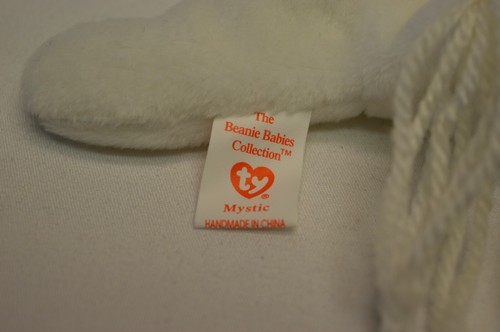 The
Beanie Babies
Collection™
ty
®
Mystic
HANDMADE IN CHINA